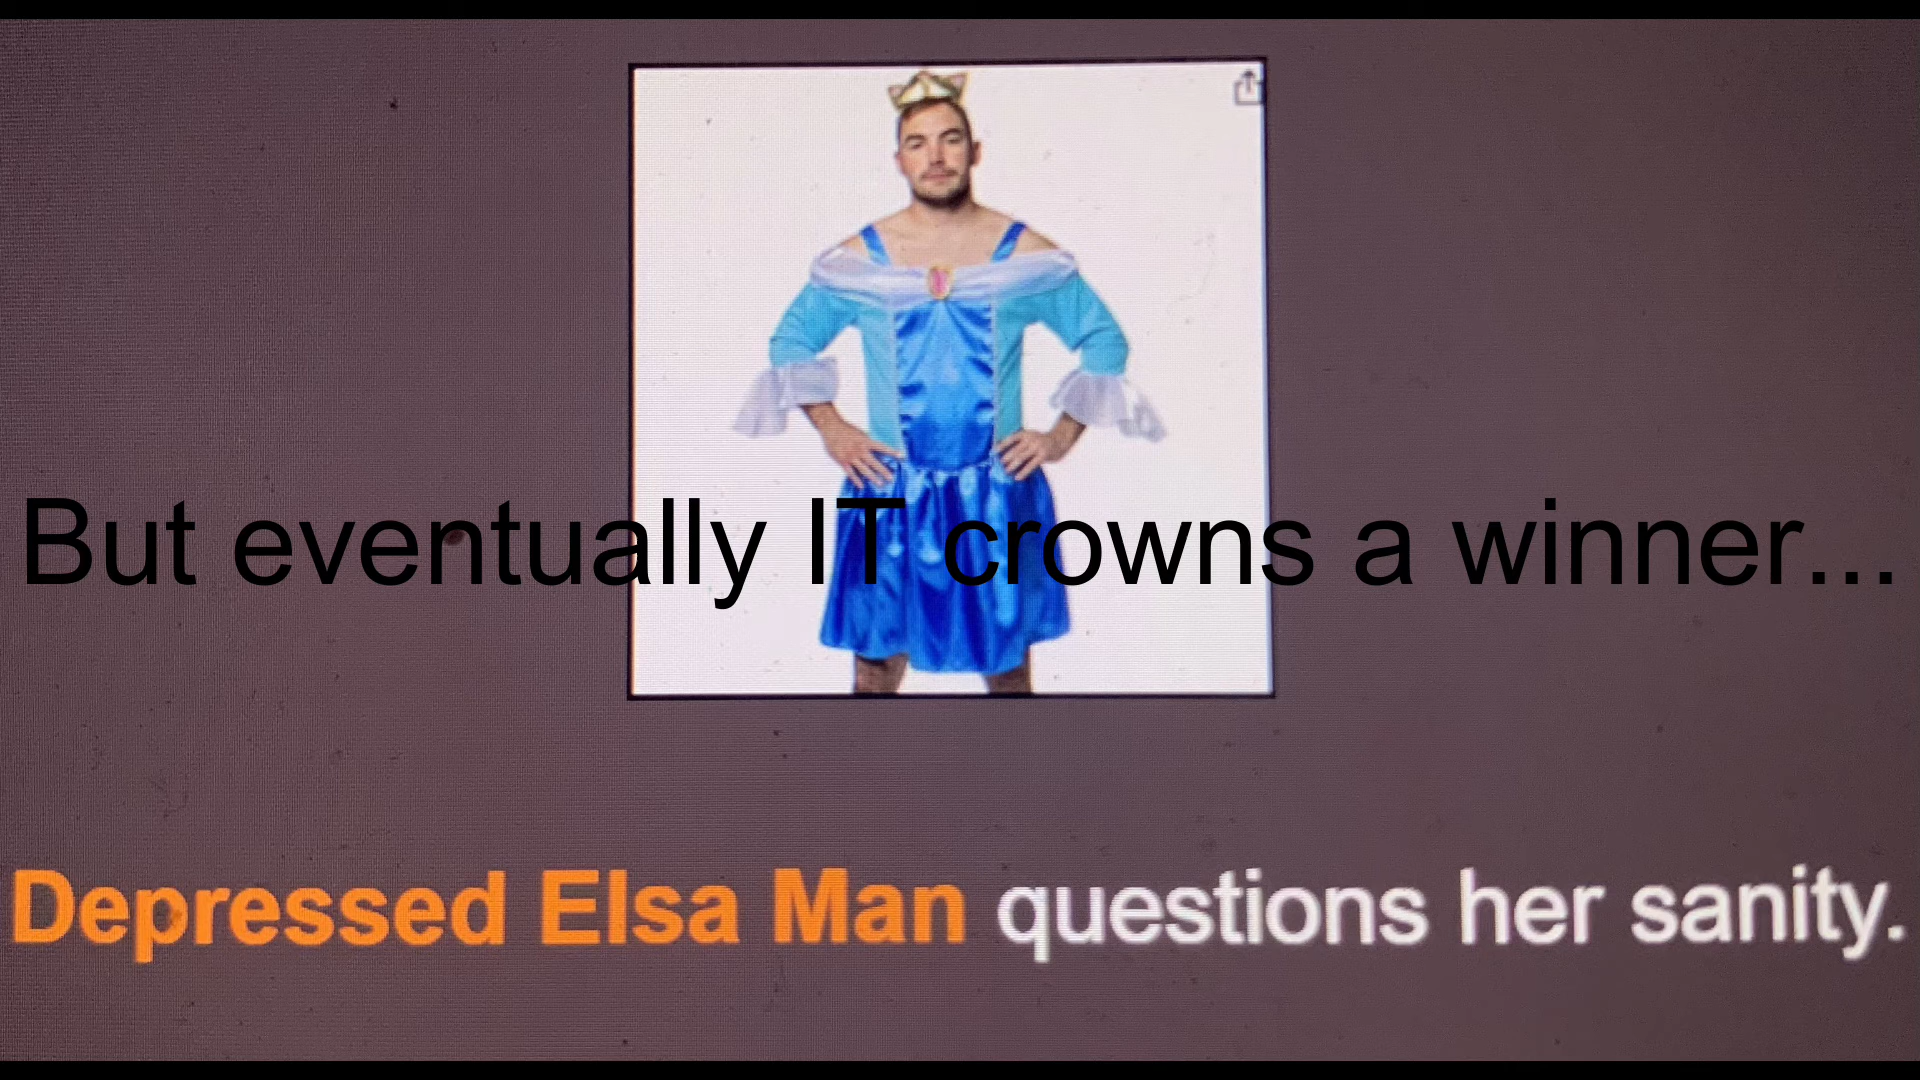 But eventually IT crowns a winner...
Depressed Elsa Man questions her sanity.